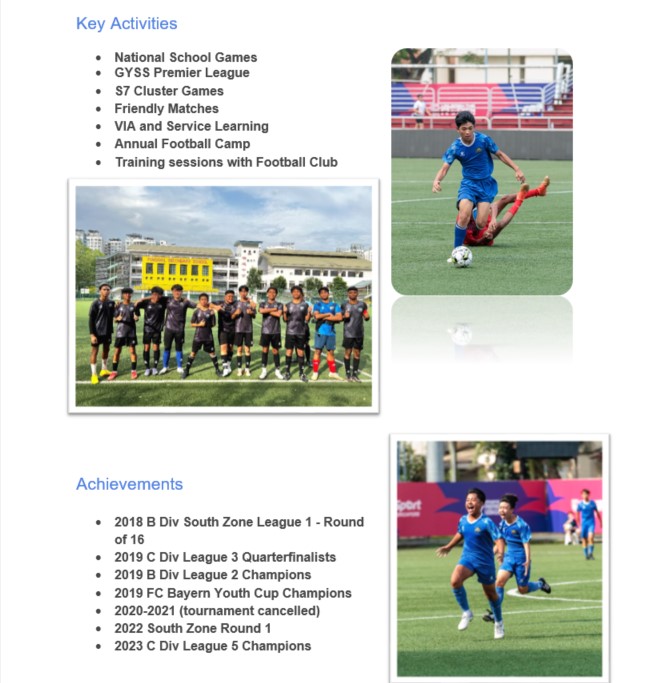 Key Activities
National School Games
GYSS Premier League
S7 Cluster Games
Friendly Matches
VIA and Service Learning
Annual Football Camp
Training sessions with Football Club
Achievements
2018 B Div South Zone League 1 - Round
of 16
2019 C Div League 3 Quarterfinalists
2019 B Div League 2 Champions
2019 FC Bayern Youth Cup Champions
2020-2021 (tournament cancelled)
2022 South Zone Round 1
2023 C Div League 5 Champions